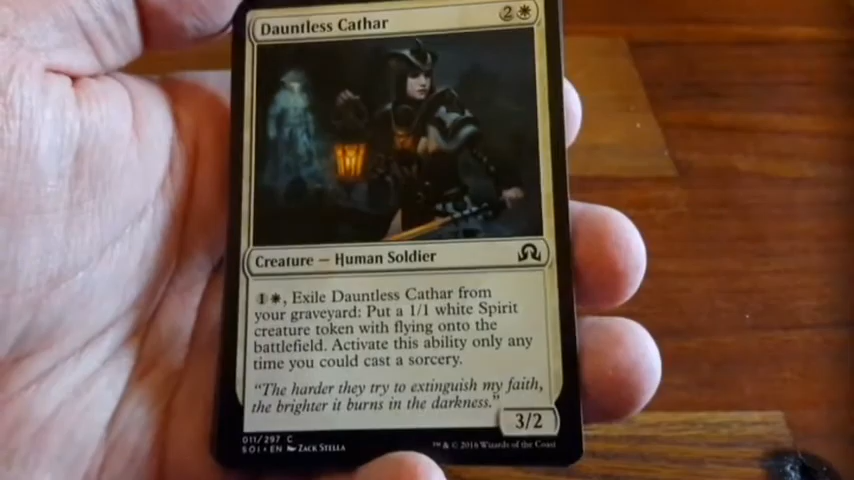 Dauntless Cathar 2
Creature — Human Soldier
1, Exile Dauntless Cathar from
your graveyard: Put a 1/1 white Spirit
creature token with flying onto the
battlefield. Activate this ability only any
time you could cast a sorcery.
"The harder they try to extinguish my faith,
the brighter it burns in the darkness."
3/2
011/297 C
SOI • EN ZACK STELLA
™ & © 2016 Wizards of the Coast